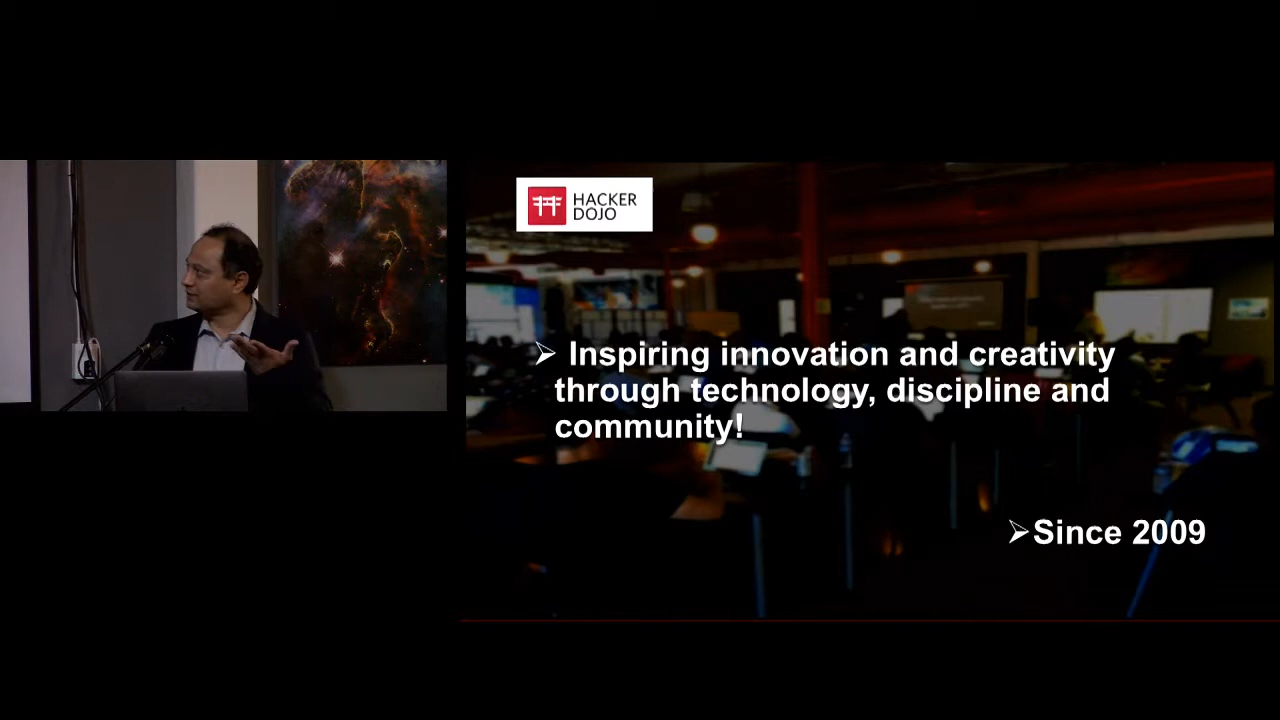 HACKER
DOJO
➢ Inspiring innovation and creativity
through technology, discipline and
community!
➢Since 2009